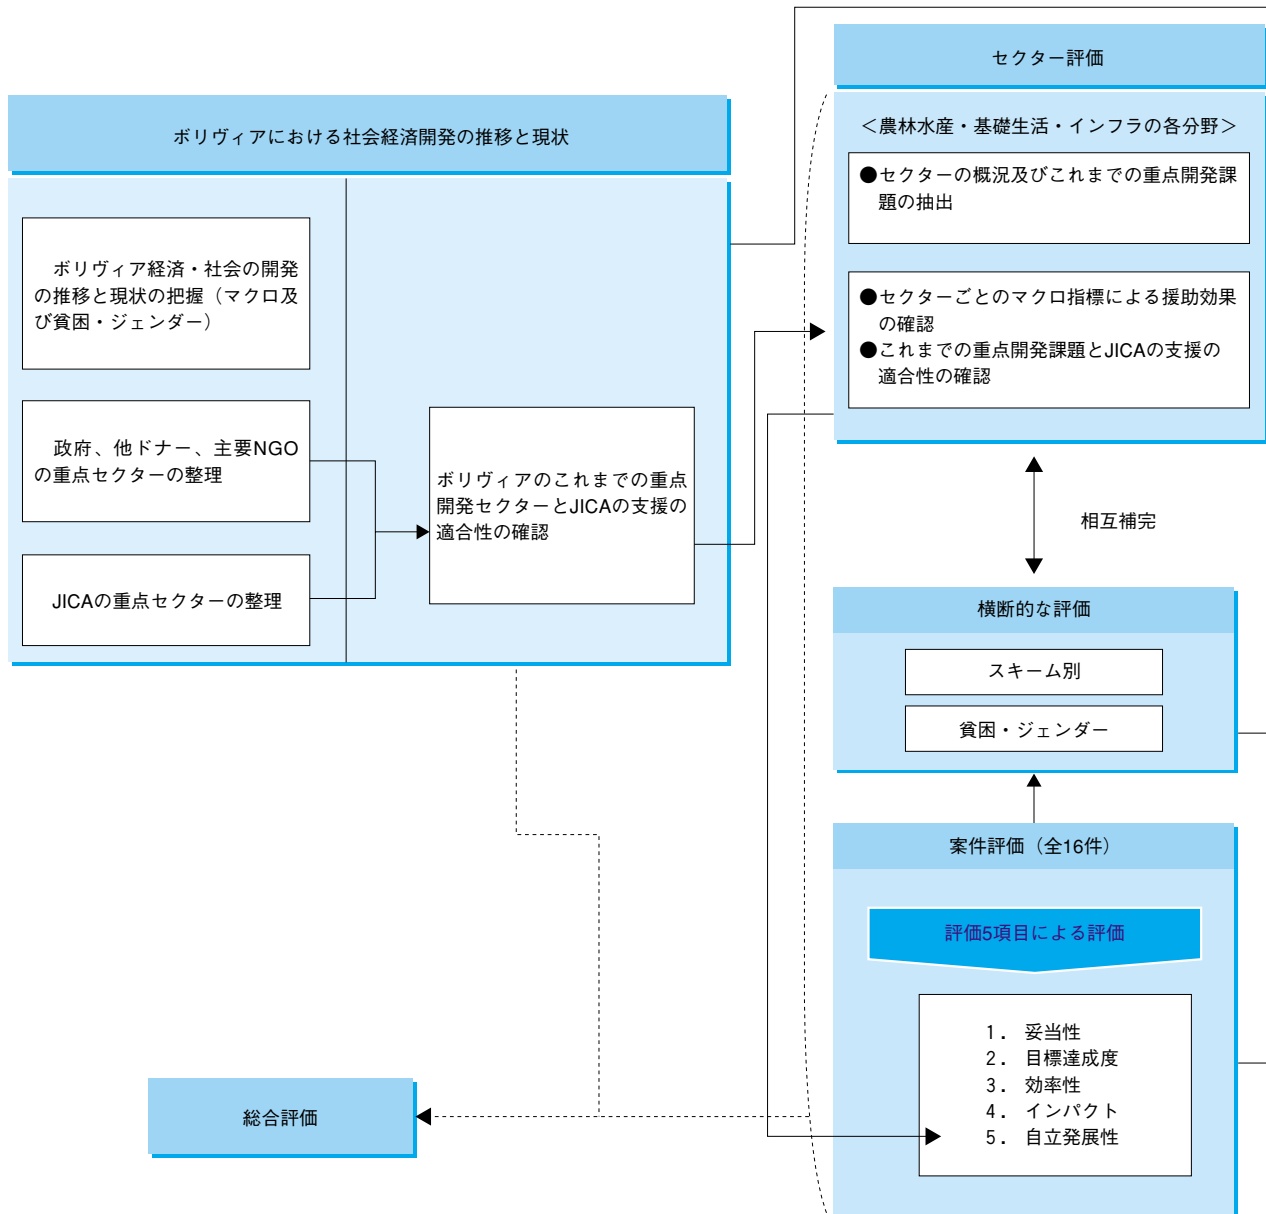 ボリヴィアにおける社会経済開発の推移と現状
ボリヴィア経済・社会の開発
の推移と現状の把握（マクロ及
び貧困・ジェンダー）
政府、他ドナー、主要NGO
の重点セクターの整理
JICAの重点セクターの整理
ボリヴィアのこれまでの重点
開発セクターとJICAの支援の
適合性の確認
セクター評価
＜農林水産・基礎生活・インフラの各分野＞
●セクターの概況及びこれまでの重点開発課
題の抽出
●セクターごとのマクロ指標による援助効果
の確認
●これまでの重点開発課題とJICAの支援の
適合性の確認
相互補完
横断的な評価
スキーム別
貧困・ジェンダー
案件評価（全16件）
評価5項目による評価
1． 妥当性
2． 目標達成度
3． 効率性
4． インパクト
5． 自立発展性
総合評価